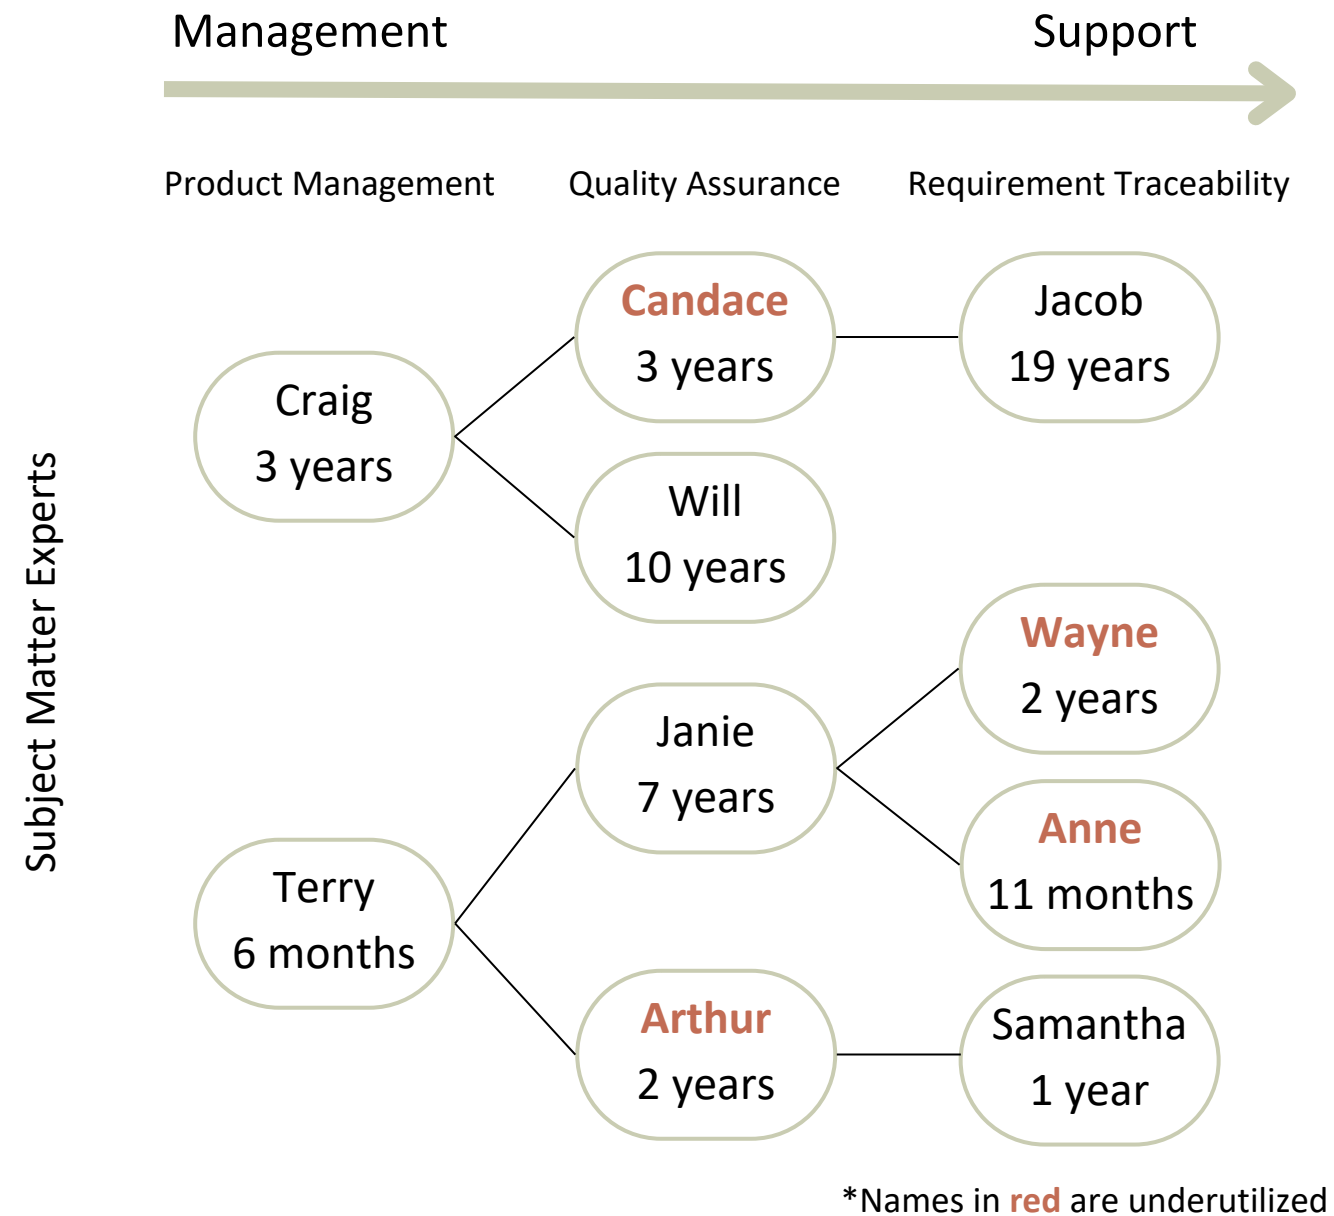 Management
Support
Product Management
Quality Assurance
Requirement Traceability
Subject Matter Experts
Craig
3 years
Candace
3 years
Jacob
19 years
Will
10 years
Terry
6 months
Janie
7 years
Wayne
2 years
Anne
11 months
Arthur
2 years
Samantha
1 year
*Names in red are underutilized